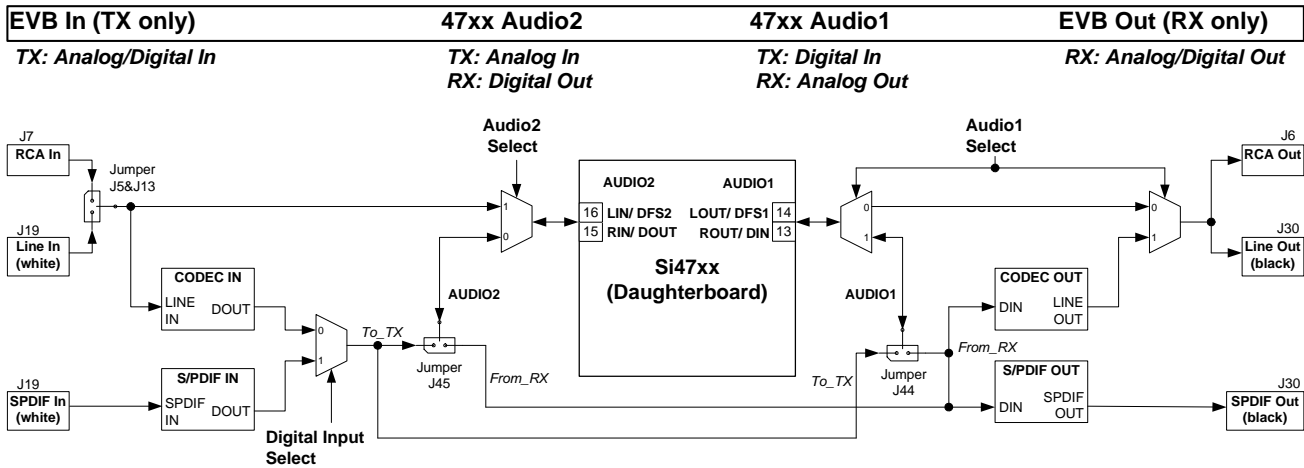 EVB In (TX only) 47xx Audio2 47xx Audio1 EVB Out (RX only)
TX: Analog/Digital In TX: Analog In TX: Digital In RX: Analog/Digital Out
RX: Digital Out RX: Analog Out
J7
RCA In
Jumper
J5&J13
J19
Line In
(white)
CODEC IN
LINE
IN
DOUT
J19
SPDIF In
(white)
S/PDIF IN
SPDIF
IN
DOUT
0
1
Digital Input
Select
To_TX
Audio2
Select
1
0
AUDIO2
Jumper
J45
From_RX
AUDIO2 AUDIO1
16 LIN/ DFS2 LOUT/ DFS1 14
15 RIN/ DOUT ROUT/ DIN 13
Si47xx
(Daughterboard)
Audio1
Select
0
1
AUDIO1
To_TX
Jumper
J44
From_RX
0
1
CODEC OUT
DIN
LINE
OUT
S/PDIF OUT
DIN
SPDIF
OUT
J6
RCA Out
J30
Line Out
(black)
J30
SPDIF Out
(black)